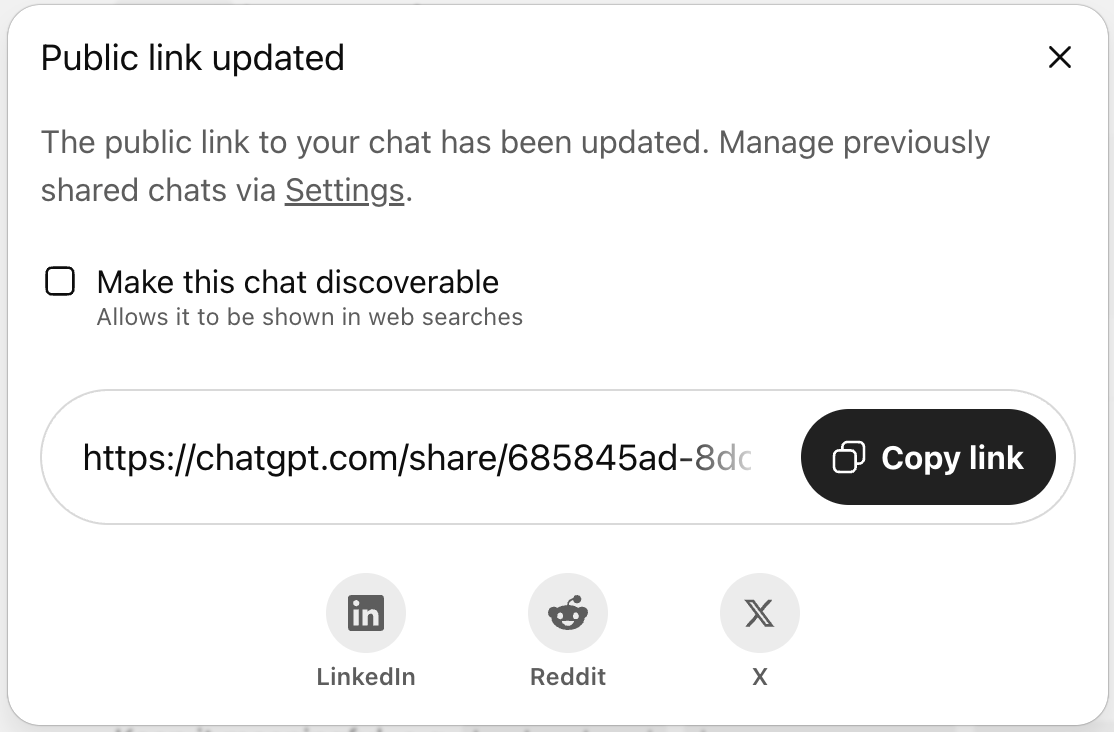 Public link updated
The public link to your chat has been updated. Manage previously
shared chats via Settings.
Make this chat discoverable
Allows it to be shown in web searches
https://chatgpt.com/share/685845ad-8dc
Copy link
LinkedIn
Reddit
X